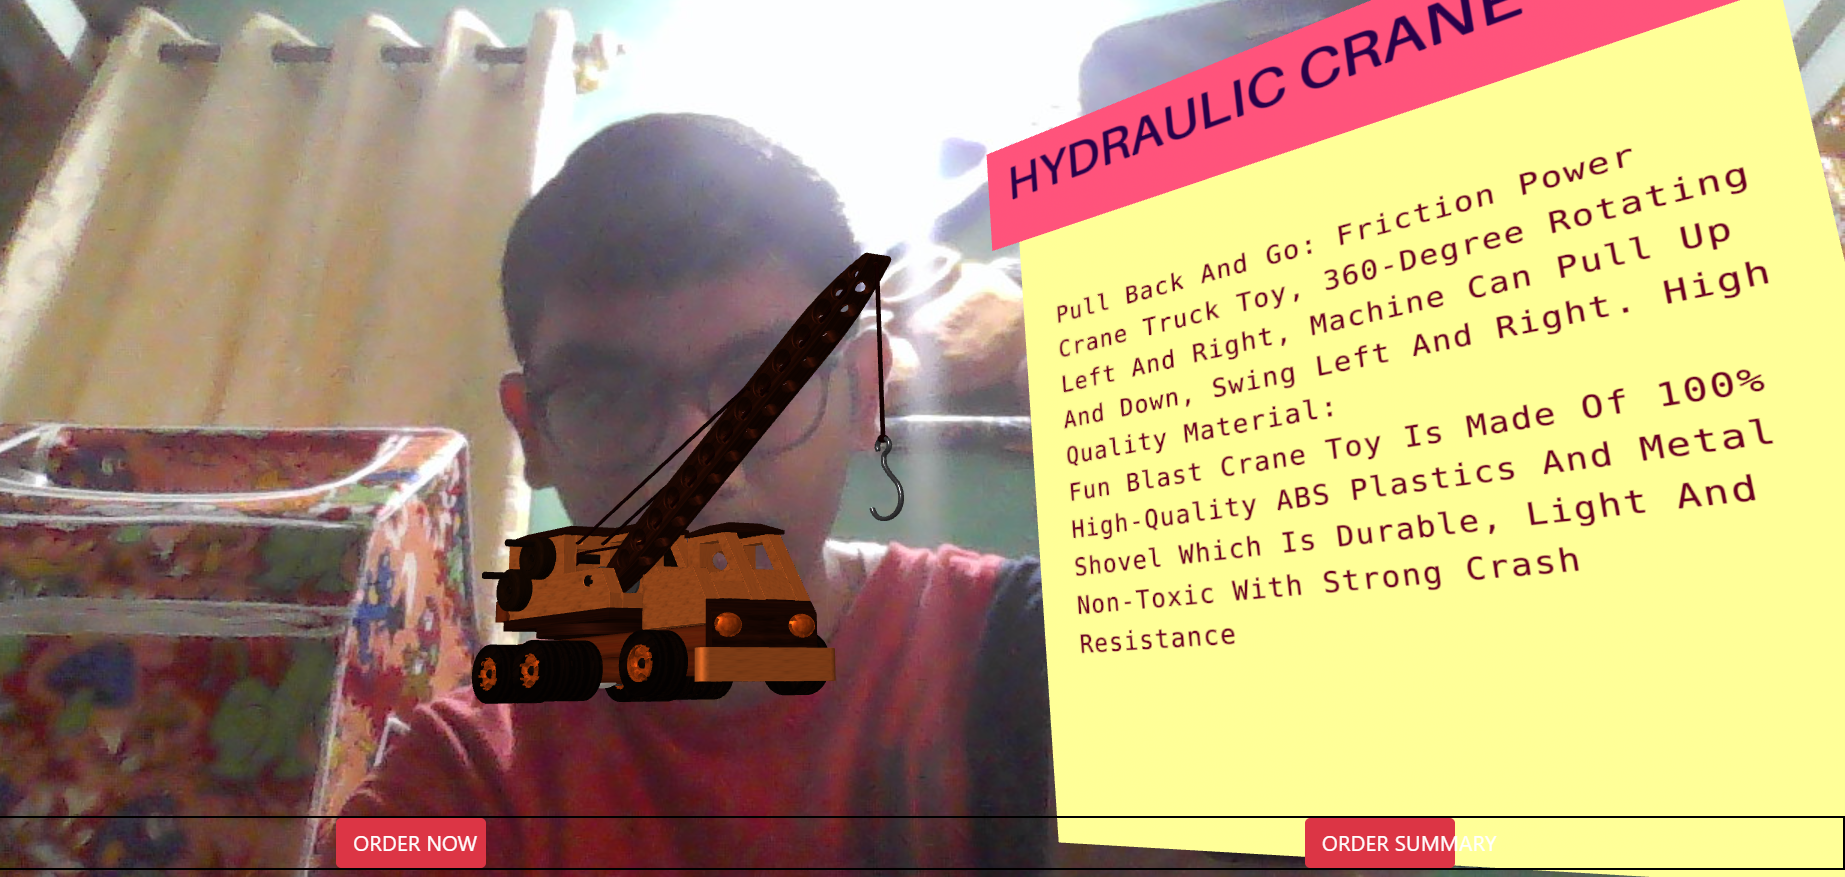 HYDRAULIC CRANE
Pull Back And Go: Friction Power
Crane Truck Toy, 360-Degree Rotating
Left And Right, Machine Can Pull Up
And Down, Swing Left And Right. High
Quality Material:
Fun Blast Crane Toy Is Made Of 100%
High-Quality ABS Plastics And Metal
Shovel Which Is Durable, Light And
Non-Toxic With Strong Crash
Resistance
ORDER NOW
ORDER SUMMARY